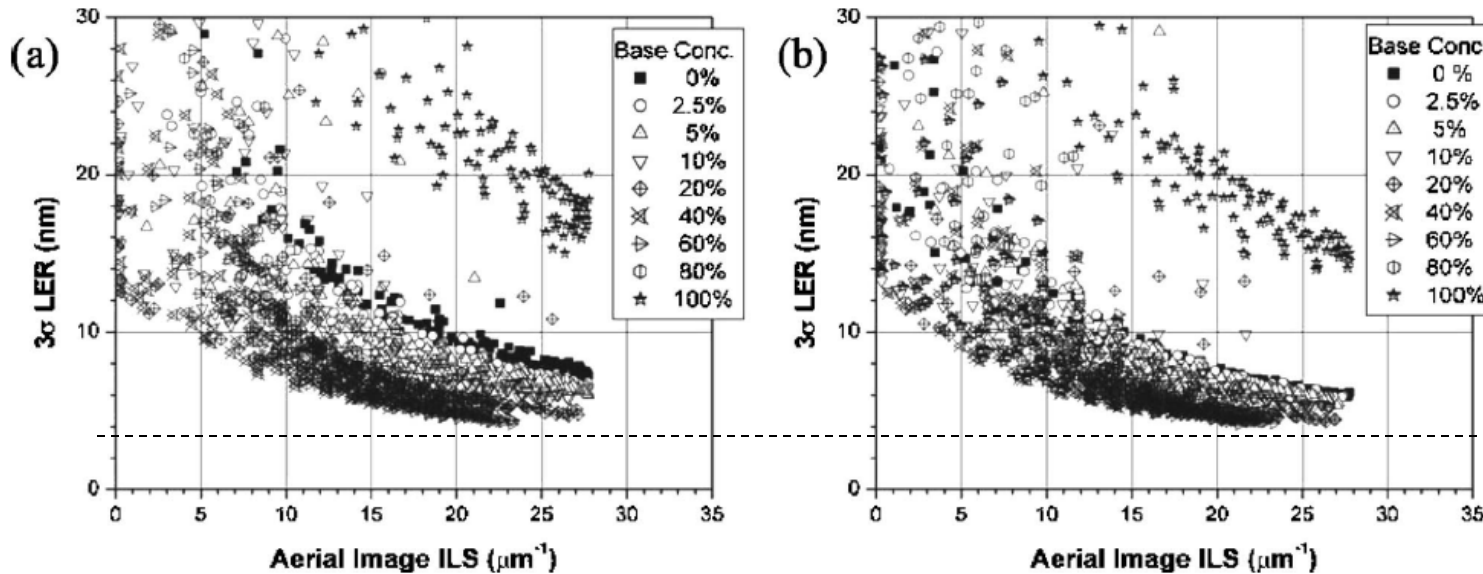 (a)
30
20
10
0
3σ LER (nm)
0 5 10 15 20 25 30 35
Aerial Image ILS (μm⁻¹)
Base Conc.
0%
2.5%
5%
10%
20%
40%
60%
80%
100%
(b)
30
20
10
0
3σ LER (nm)
0 5 10 15 20 25 30 35
Aerial Image ILS (μm⁻¹)
Base Conc
0 %
2.5%
5%
10%
20%
40%
60%
80%
100%